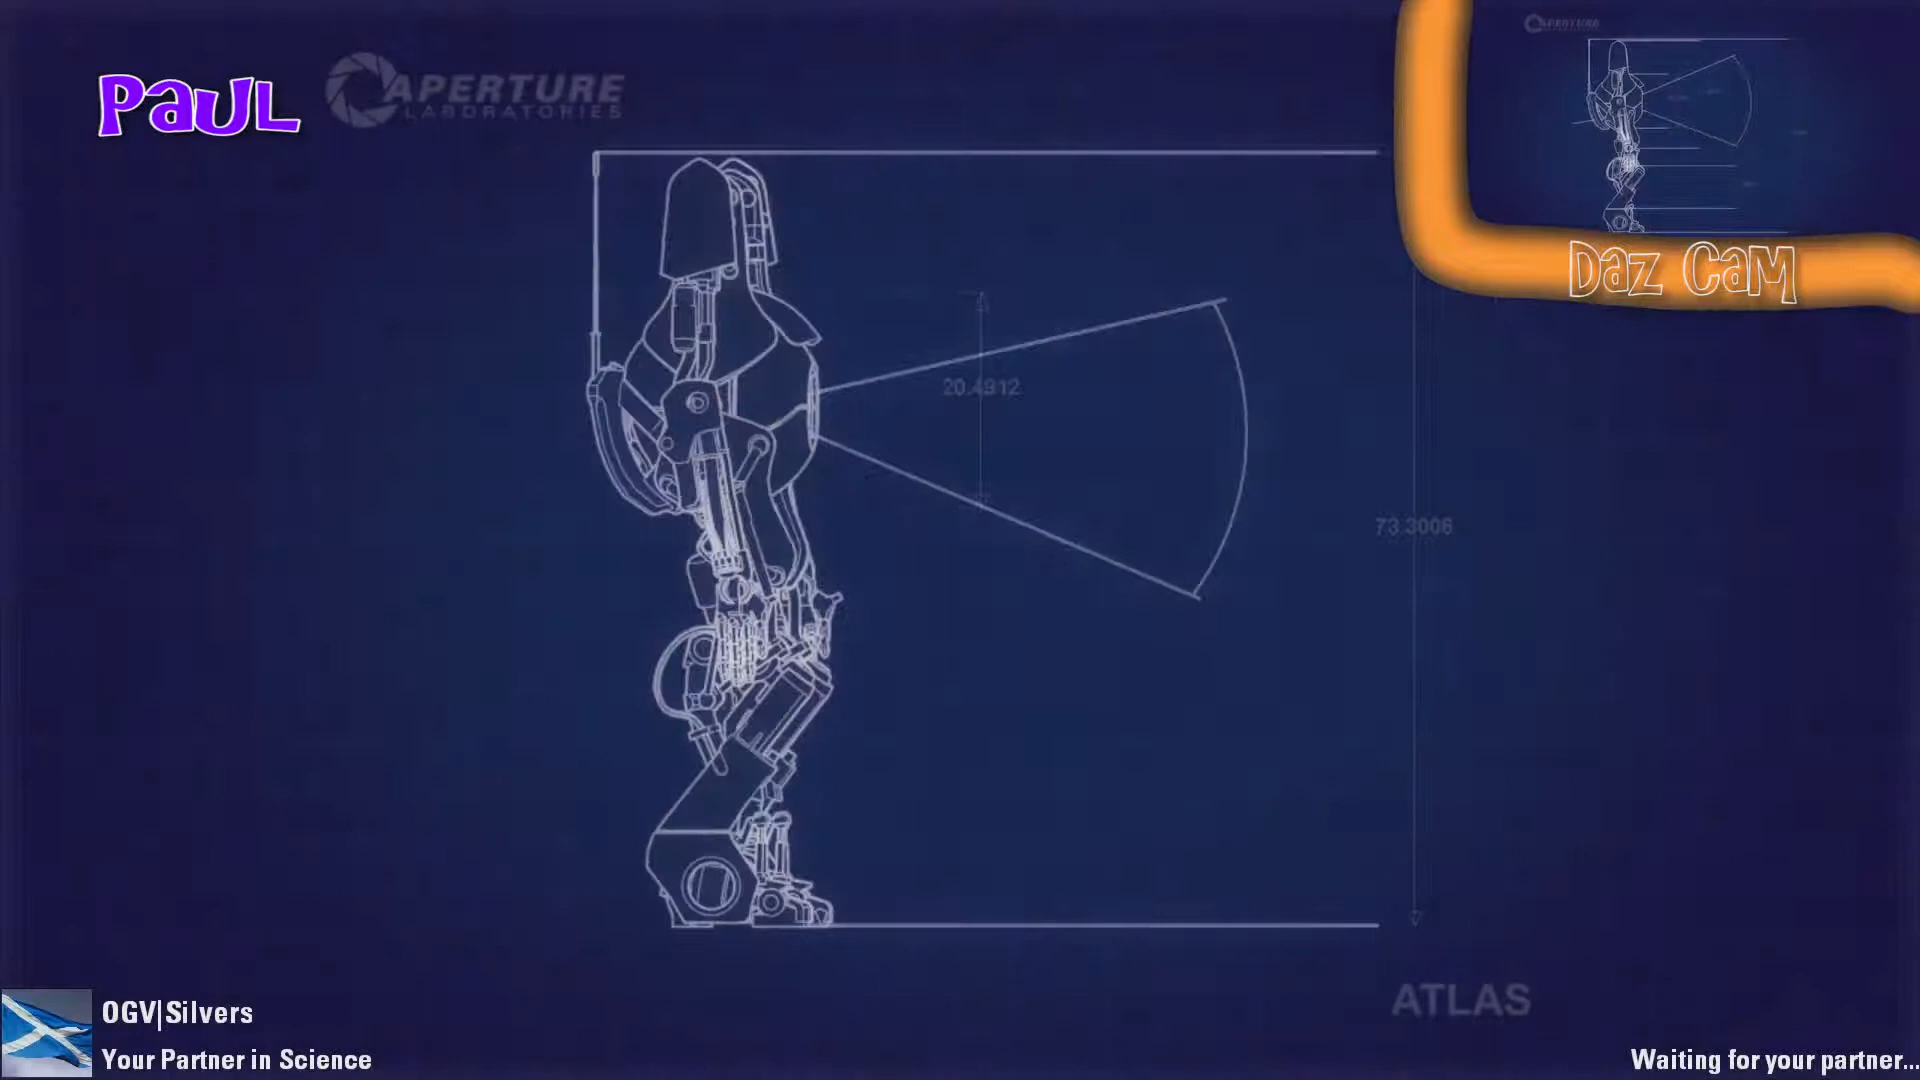 PaUL
APERTURE
LABORATORIES
APERTURE
Daz CaM
20.4912
73.3006
ATLAS
OGV|Silvers
Your Partner in Science
Waiting for your partner...